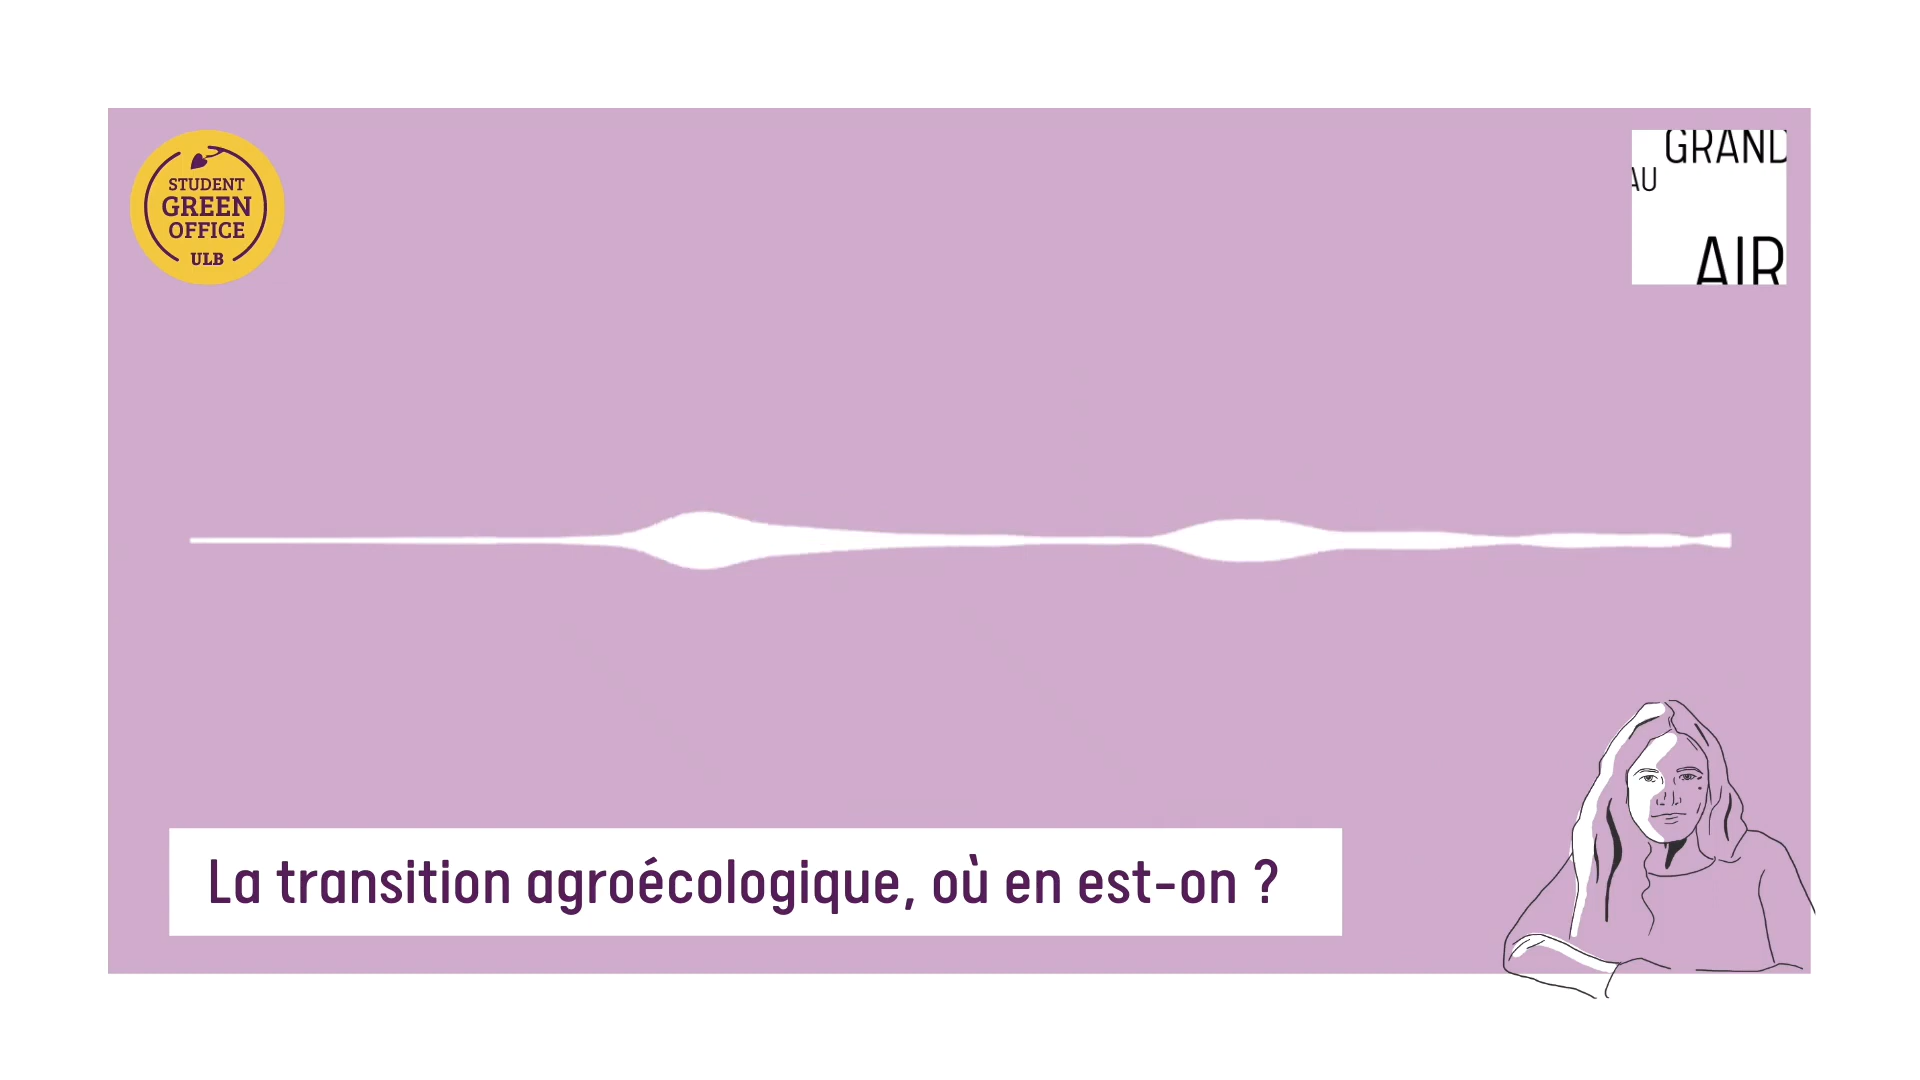 STUDENT
GREEN
OFFICE
ULB
GRAND
AU
AIR
La transition agroécologique, où en est-on ?